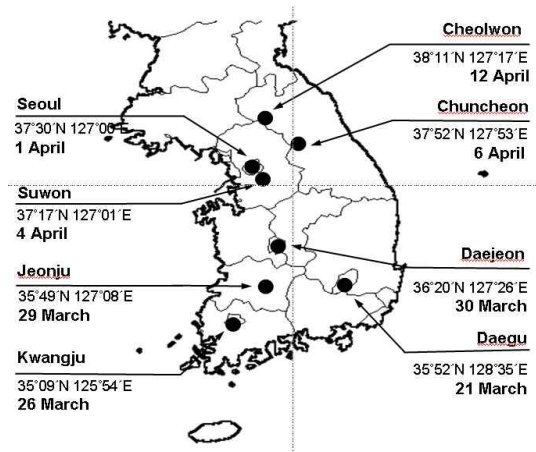 Cheolwon
38°11´N 127°17´E
12 April
Seoul
37°30´N 127°00´E
1 April
Chuncheon
37°52´N 127°53´E
6 April
Suwon
37°17´N 127°01´E
4 April
Daejeon
36°20´N 127°26´E
30 March
Jeonju
35°49´N 127°08´E
29 March
Daegu
35°52´N 128°35´E
21 March
Kwangju
35°09´N 125°54´E
26 March